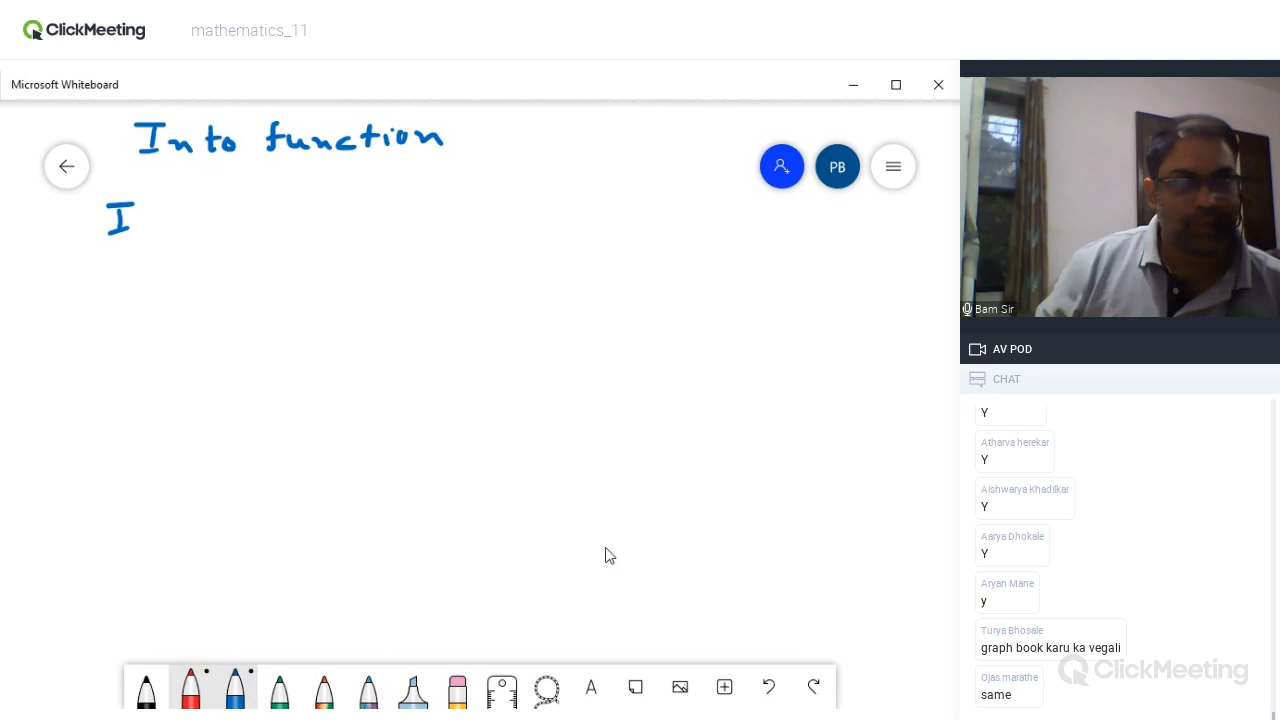 ClickMeeting mathematics_11
Microsoft Whiteboard
Into function
I
PB
A
Bam Sir
AV POD
CHAT
Y
Atharva herekar
Y
Aishwarya Khadilkar
Y
Aarya Dhokale
Y
Aryan Mane
y
Turya Bhosale
graph book karu ka vegali
Ojas marathe
same
ClickMeeting